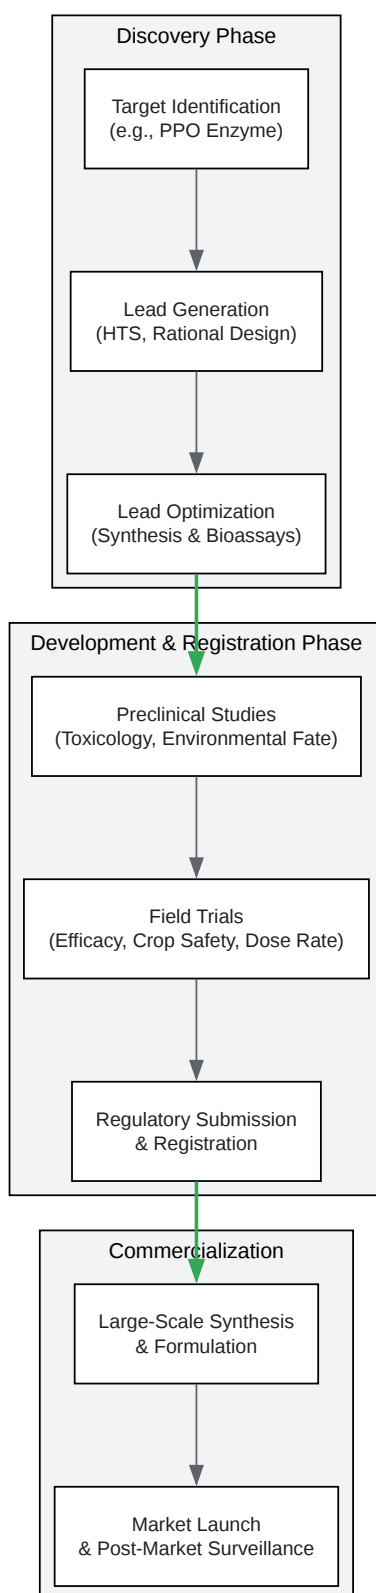 Discovery Phase
Target Identification
(e.g., PPO Enzyme)
Lead Generation
(HTS, Rational Design)
Lead Optimization
(Synthesis & Bioassays)
Development & Registration Phase
Preclinical Studies
(Toxicology, Environmental Fate)
Field Trials
(Efficacy, Crop Safety, Dose Rate)
Regulatory Submission
& Registration
Commercialization
Large-Scale Synthesis
& Formulation
Market Launch
& Post-Market Surveillance